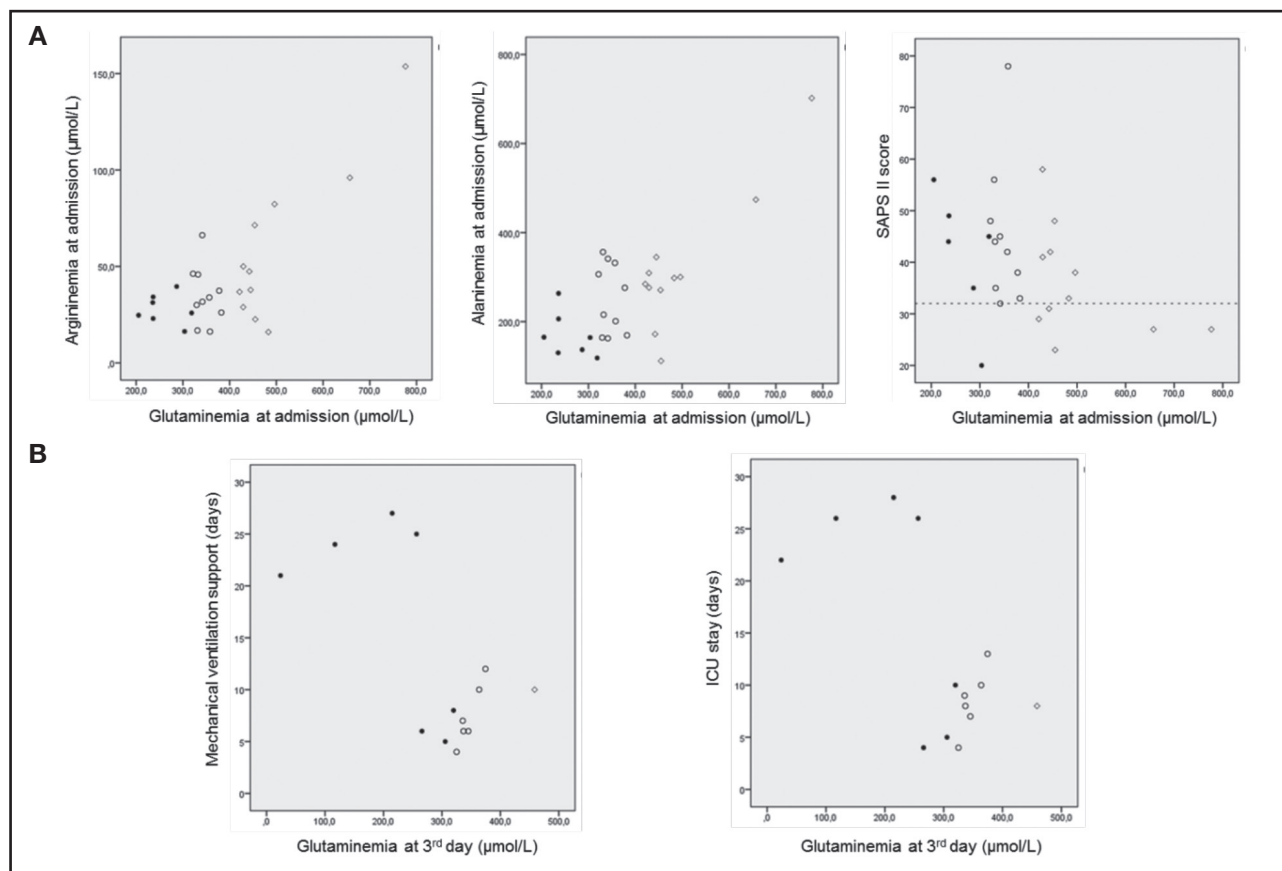 A
Argininemia at admission (µmol/L)
150,0
100,0
50,0
,0
200,0 300,0 400,0 500,0 600,0 700,0 800,0
Glutaminemia at admission (µmol/L)
Alaninemia at admission (µmol/L)
800,0
600,0
400,0
200,0
200,0 300,0 400,0 500,0 600,0 700,0 800,0
Glutaminemia at admission (µmol/L)
SAPS II score
80
70
60
50
40
30
20
200,0 300,0 400,0 500,0 600,0 700,0 800,0
Glutaminemia at admission (µmol/L)
B
Mechanical ventilation support (days)
30
25
20
15
10
5
0
,0 100,0 200,0 300,0 400,0 500,0
Glutaminemia at 3rd day (µmol/L)
ICU stay (days)
30
25
20
15
10
5
0
,0 100,0 200,0 300,0 400,0 500,0
Glutaminemia at 3rd day (µmol/L)